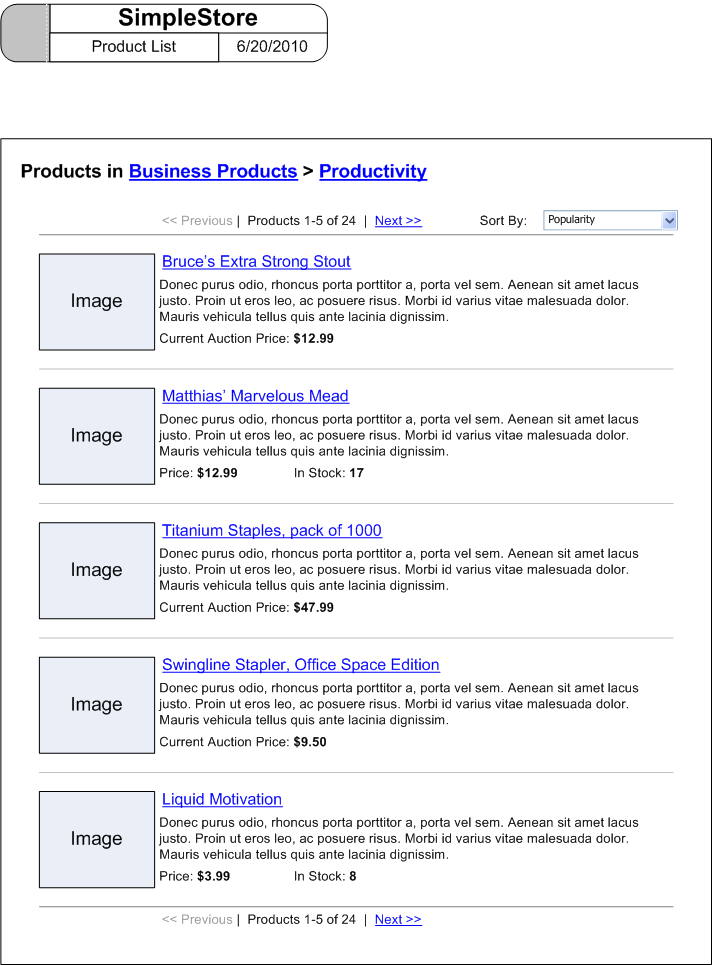 SimpleStore
Product List 6/20/2010
Products in Business Products > Productivity
<< Previous | Products 1-5 of 24 | Next >> Sort By: Popularity
Image
Bruce's Extra Strong Stout
Donec purus odio, rhoncus porta porttitor a, porta vel sem. Aenean sit amet lacus
justo. Proin ut eros leo, ac posuere risus. Morbi id varius vitae malesuada dolor.
Mauris vehicula tellus quis ante lacinia dignissim.
Current Auction Price: $12.99
Image
Matthias' Marvelous Mead
Donec purus odio, rhoncus porta porttitor a, porta vel sem. Aenean sit amet lacus
justo. Proin ut eros leo, ac posuere risus. Morbi id varius vitae malesuada dolor.
Mauris vehicula tellus quis ante lacinia dignissim.
Price: $12.99 In Stock: 17
Image
Titanium Staples, pack of 1000
Donec purus odio, rhoncus porta porttitor a, porta vel sem. Aenean sit amet lacus
justo. Proin ut eros leo, ac posuere risus. Morbi id varius vitae malesuada dolor.
Mauris vehicula tellus quis ante lacinia dignissim.
Current Auction Price: $47.99
Image
Swingline Stapler, Office Space Edition
Donec purus odio, rhoncus porta porttitor a, porta vel sem. Aenean sit amet lacus
justo. Proin ut eros leo, ac posuere risus. Morbi id varius vitae malesuada dolor.
Mauris vehicula tellus quis ante lacinia dignissim.
Current Auction Price: $9.50
Image
Liquid Motivation
Donec purus odio, rhoncus porta porttitor a, porta vel sem. Aenean sit amet lacus
justo. Proin ut eros leo, ac posuere risus. Morbi id varius vitae malesuada dolor.
Mauris vehicula tellus quis ante lacinia dignissim.
Price: $3.99 In Stock: 8
<< Previous | Products 1-5 of 24 | Next >>